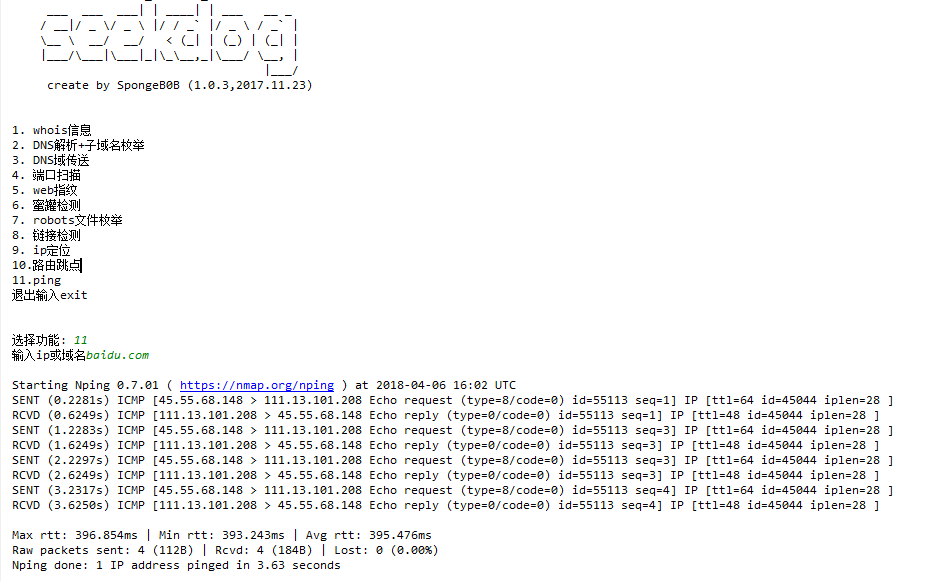 seekdog
create by SpongeB0B (1.0.3,2017.11.23)
1. whois信息
2. DNS解析+子域名枚举
3. DNS域传送
4. 端口扫描
5. web指纹
6. 蜜罐检测
7. robots文件枚举
8. 链接检测
9. ip定位
10.路由跳点
11.ping
退出输入exit
选择功能: 11
输入ip或域名baidu.com
Starting Nping 0.7.01 ( https://nmap.org/nping ) at 2018-04-06 16:02 UTC
SENT (0.2281s) ICMP [45.55.68.148 > 111.13.101.208 Echo request (type=8/code=0) id=55113 seq=1] IP [ttl=64 id=45044 iplen=28 ]
RCVD (0.6249s) ICMP [111.13.101.208 > 45.55.68.148 Echo reply (type=0/code=0) id=55113 seq=1] IP [ttl=48 id=45044 iplen=28 ]
SENT (1.2283s) ICMP [45.55.68.148 > 111.13.101.208 Echo request (type=8/code=0) id=55113 seq=3] IP [ttl=64 id=45044 iplen=28 ]
RCVD (1.6249s) ICMP [111.13.101.208 > 45.55.68.148 Echo reply (type=0/code=0) id=55113 seq=3] IP [ttl=48 id=45044 iplen=28 ]
SENT (2.2297s) ICMP [45.55.68.148 > 111.13.101.208 Echo request (type=8/code=0) id=55113 seq=3] IP [ttl=64 id=45044 iplen=28 ]
RCVD (2.6249s) ICMP [111.13.101.208 > 45.55.68.148 Echo reply (type=0/code=0) id=55113 seq=3] IP [ttl=48 id=45044 iplen=28 ]
SENT (3.2317s) ICMP [45.55.68.148 > 111.13.101.208 Echo request (type=8/code=0) id=55113 seq=4] IP [ttl=64 id=45044 iplen=28 ]
RCVD (3.6250s) ICMP [111.13.101.208 > 45.55.68.148 Echo reply (type=0/code=0) id=55113 seq=4] IP [ttl=48 id=45044 iplen=28 ]
Max rtt: 396.854ms | Min rtt: 393.243ms | Avg rtt: 395.476ms
Raw packets sent: 4 (112B) | Rcvd: 4 (184B) | Lost: 0 (0.00%)
Nping done: 1 IP address pinged in 3.63 seconds